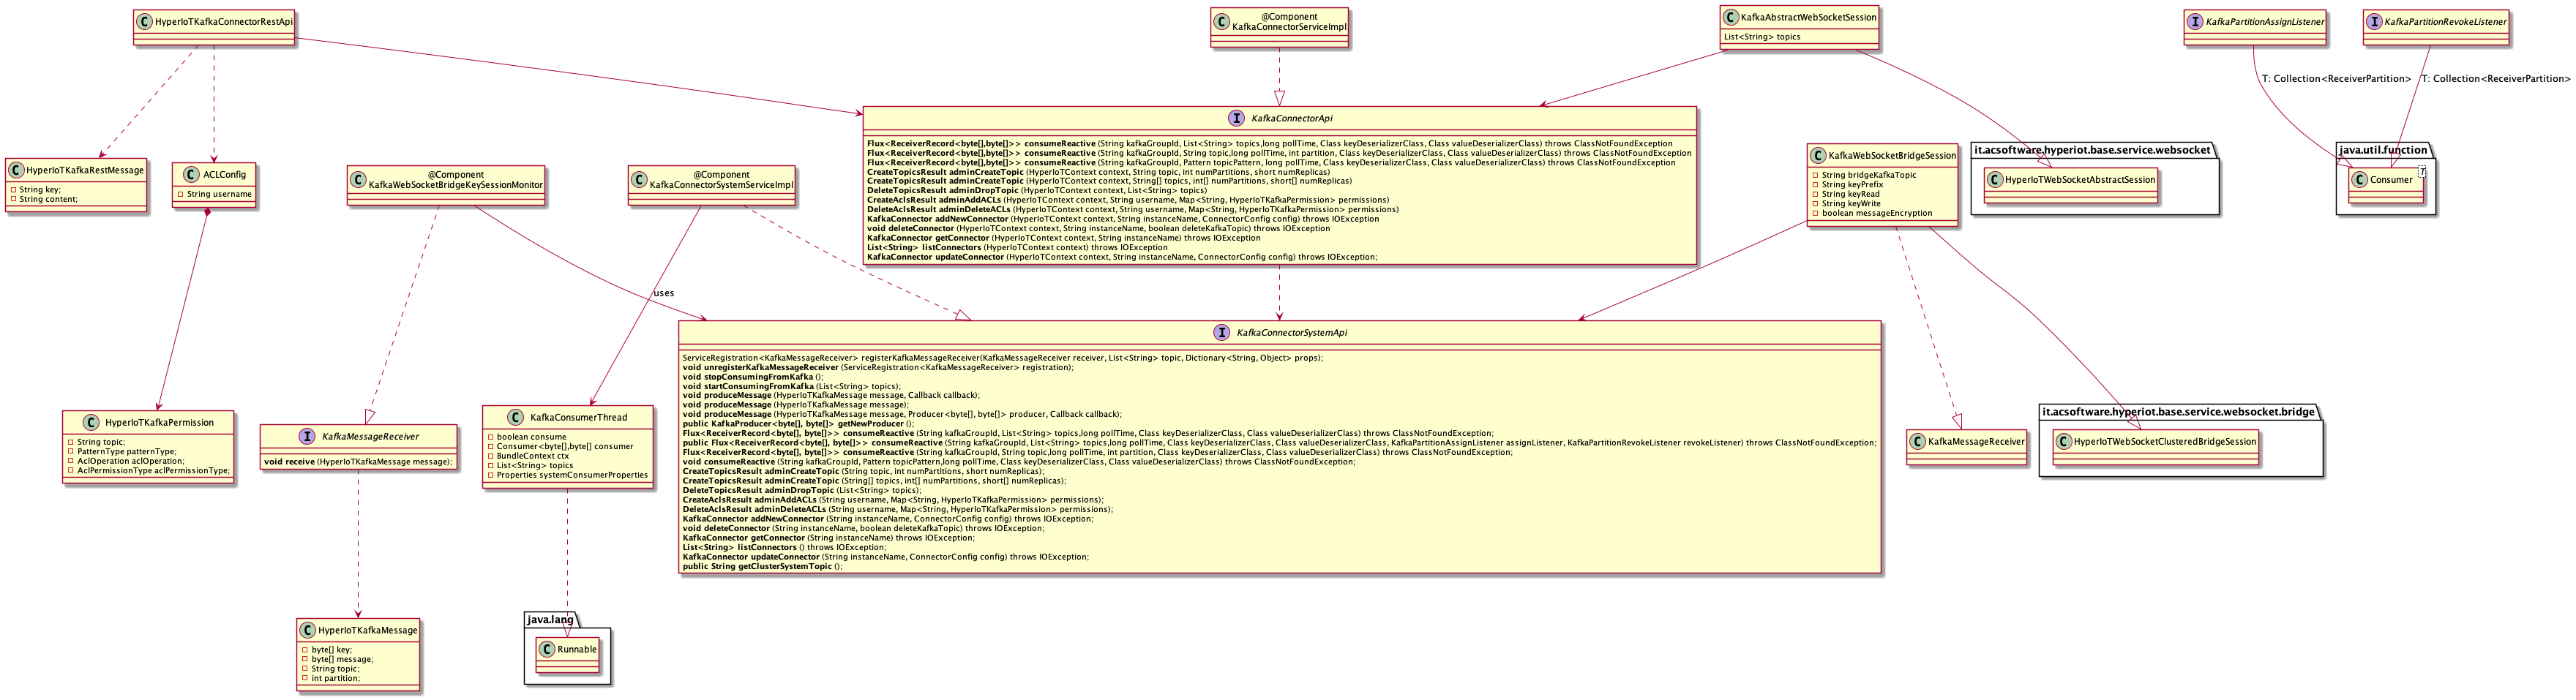 HyperIoTKafkaConnectorRestApi
@Component
KafkaConnectorServiceImpl
KafkaAbstractWebSocketSession
List<String> topics
KafkaPartitionAssignListener
KafkaPartitionRevokeListener
T: Collection<ReceiverPartition>
T: Collection<ReceiverPartition>
KafkaConnectorApi
Flux<ReceiverRecord<byte[],byte[]>> consumeReactive (String kafkaGroupId, List<String> topics,long pollTime, Class keyDeserializerClass, Class valueDeserializerClass) throws ClassNotFoundException
Flux<ReceiverRecord<byte[],byte[]>> consumeReactive (String kafkaGroupId, String topic,long pollTime, int partition, Class keyDeserializerClass, Class valueDeserializerClass) throws ClassNotFoundException
Flux<ReceiverRecord<byte[],byte[]>> consumeReactive (String kafkaGroupId, Pattern topicPattern, long pollTime, Class keyDeserializerClass, Class valueDeserializerClass) throws ClassNotFoundException
CreateTopicsResult adminCreateTopic (HyperIoTContext context, String topic, int numPartitions, short numReplicas)
CreateTopicsResult adminCreateTopic (HyperIoTContext context, String[] topics, int[] numPartitions, short[] numReplicas)
DeleteTopicsResult adminDropTopic (HyperIoTContext context, List<String> topics)
CreateAclsResult adminAddACLs (HyperIoTContext context, String username, Map<String, HyperIoTKafkaPermission> permissions)
DeleteAclsResult adminDeleteACLs (HyperIoTContext context, String username, Map<String, HyperIoTKafkaPermission> permissions)
KafkaConnector addNewConnector (HyperIoTContext context, String instanceName, ConnectorConfig config) throws IOException
void deleteConnector (HyperIoTContext context, String instanceName, boolean deleteKafkaTopic) throws IOException
KafkaConnector getConnector (HyperIoTContext context, String instanceName) throws IOException
List<String> listConnectors (HyperIoTContext context) throws IOException
KafkaConnector updateConnector (HyperIoTContext context, String instanceName, ConnectorConfig config) throws IOException;
HyperIoTKafkaRestMessage
String key;
String content;
ACLConfig
String username
@Component
KafkaWebSocketBridgeKeySessionMonitor
@Component
KafkaConnectorSystemServiceImpl
KafkaWebSocketBridgeSession
String bridgeKafkaTopic
String keyPrefix
String keyRead
String keyWrite
boolean messageEncryption
it.acsoftware.hyperiot.base.service.websocket
HyperIoTWebSocketAbstractSession
java.util.function
Consumer
T
uses
KafkaConnectorSystemApi
ServiceRegistration<KafkaMessageReceiver> registerKafkaMessageReceiver(KafkaMessageReceiver receiver, List<String> topic, Dictionary<String, Object> props);
void unregisterKafkaMessageReceiver (ServiceRegistration<KafkaMessageReceiver> registration);
void stopConsumingFromKafka ();
void startConsumingFromKafka (List<String> topics);
void produceMessage (HyperIoTKafkaMessage message, Callback callback);
void produceMessage (HyperIoTKafkaMessage message);
void produceMessage (HyperIoTKafkaMessage message, Producer<byte[], byte[]> producer, Callback callback);
public KafkaProducer<byte[], byte[]> getNewProducer ();
Flux<ReceiverRecord<byte[], byte[]>> consumeReactive (String kafkaGroupId, List<String> topics,long pollTime, Class keyDeserializerClass, Class valueDeserializerClass) throws ClassNotFoundException;
public Flux<ReceiverRecord<byte[], byte[]>> consumeReactive (String kafkaGroupId, List<String> topics,long pollTime, Class keyDeserializerClass, Class valueDeserializerClass, KafkaPartitionAssignListener assignListener, KafkaPartitionRevokeListener revokeListener) throws ClassNotFoundException;
Flux<ReceiverRecord<byte[], byte[]>> consumeReactive (String kafkaGroupId, String topic,long pollTime, int partition, Class keyDeserializerClass, Class valueDeserializerClass) throws ClassNotFoundException;
void consumeReactive (String kafkaGroupId, Pattern topicPattern,long pollTime, Class keyDeserializerClass, Class valueDeserializerClass) throws ClassNotFoundException;
CreateTopicsResult adminCreateTopic (String topic, int numPartitions, short numReplicas);
CreateTopicsResult adminCreateTopic (String[] topics, int[] numPartitions, short[] numReplicas);
DeleteTopicsResult adminDropTopic (List<String> topics);
CreateAclsResult adminAddACLs (String username, Map<String, HyperIoTKafkaPermission> permissions);
DeleteAclsResult adminDeleteACLs (String username, Map<String, HyperIoTKafkaPermission> permissions);
KafkaConnector addNewConnector (String instanceName, ConnectorConfig config) throws IOException;
void deleteConnector (String instanceName, boolean deleteKafkaTopic) throws IOException;
KafkaConnector getConnector (String instanceName) throws IOException;
List<String> listConnectors () throws IOException;
KafkaConnector updateConnector (String instanceName, ConnectorConfig config) throws IOException;
public String getClusterSystemTopic ();
HyperIoTKafkaPermission
String topic;
PatternType patternType;
AclOperation aclOperation;
AclPermissionType aclPermissionType;
KafkaMessageReceiver
void receive (HyperIoTKafkaMessage message);
KafkaConsumerThread
boolean consume
Consumer<byte[],byte[] consumer
BundleContext ctx
List<String> topics
Properties systemConsumerProperties
KafkaMessageReceiver
it.acsoftware.hyperiot.base.service.websocket.bridge
HyperIoTWebSocketClusteredBridgeSession
HyperIoTKafkaMessage
byte[] key;
byte[] message;
String topic;
int partition;
java.lang
Runnable